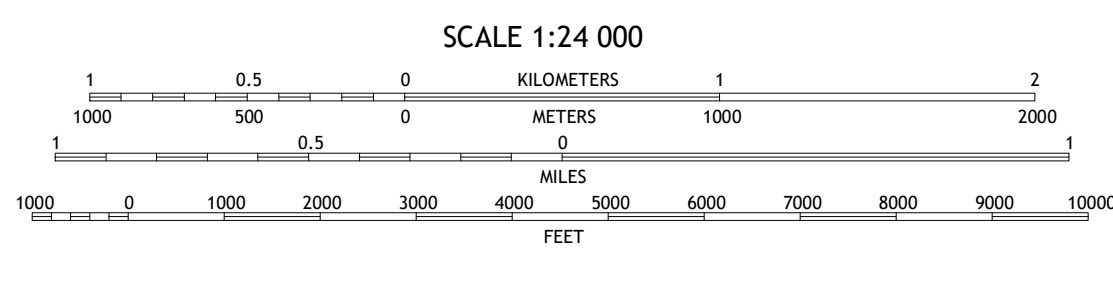 SCALE 1:24 000
1 0.5 0 KILOMETERS 1 2
1000 500 0 METERS 1000 2000
1 0.5 0 1
MILES
1000 0 1000 2000 3000 4000 5000 6000 7000 8000 9000 10000
FEET